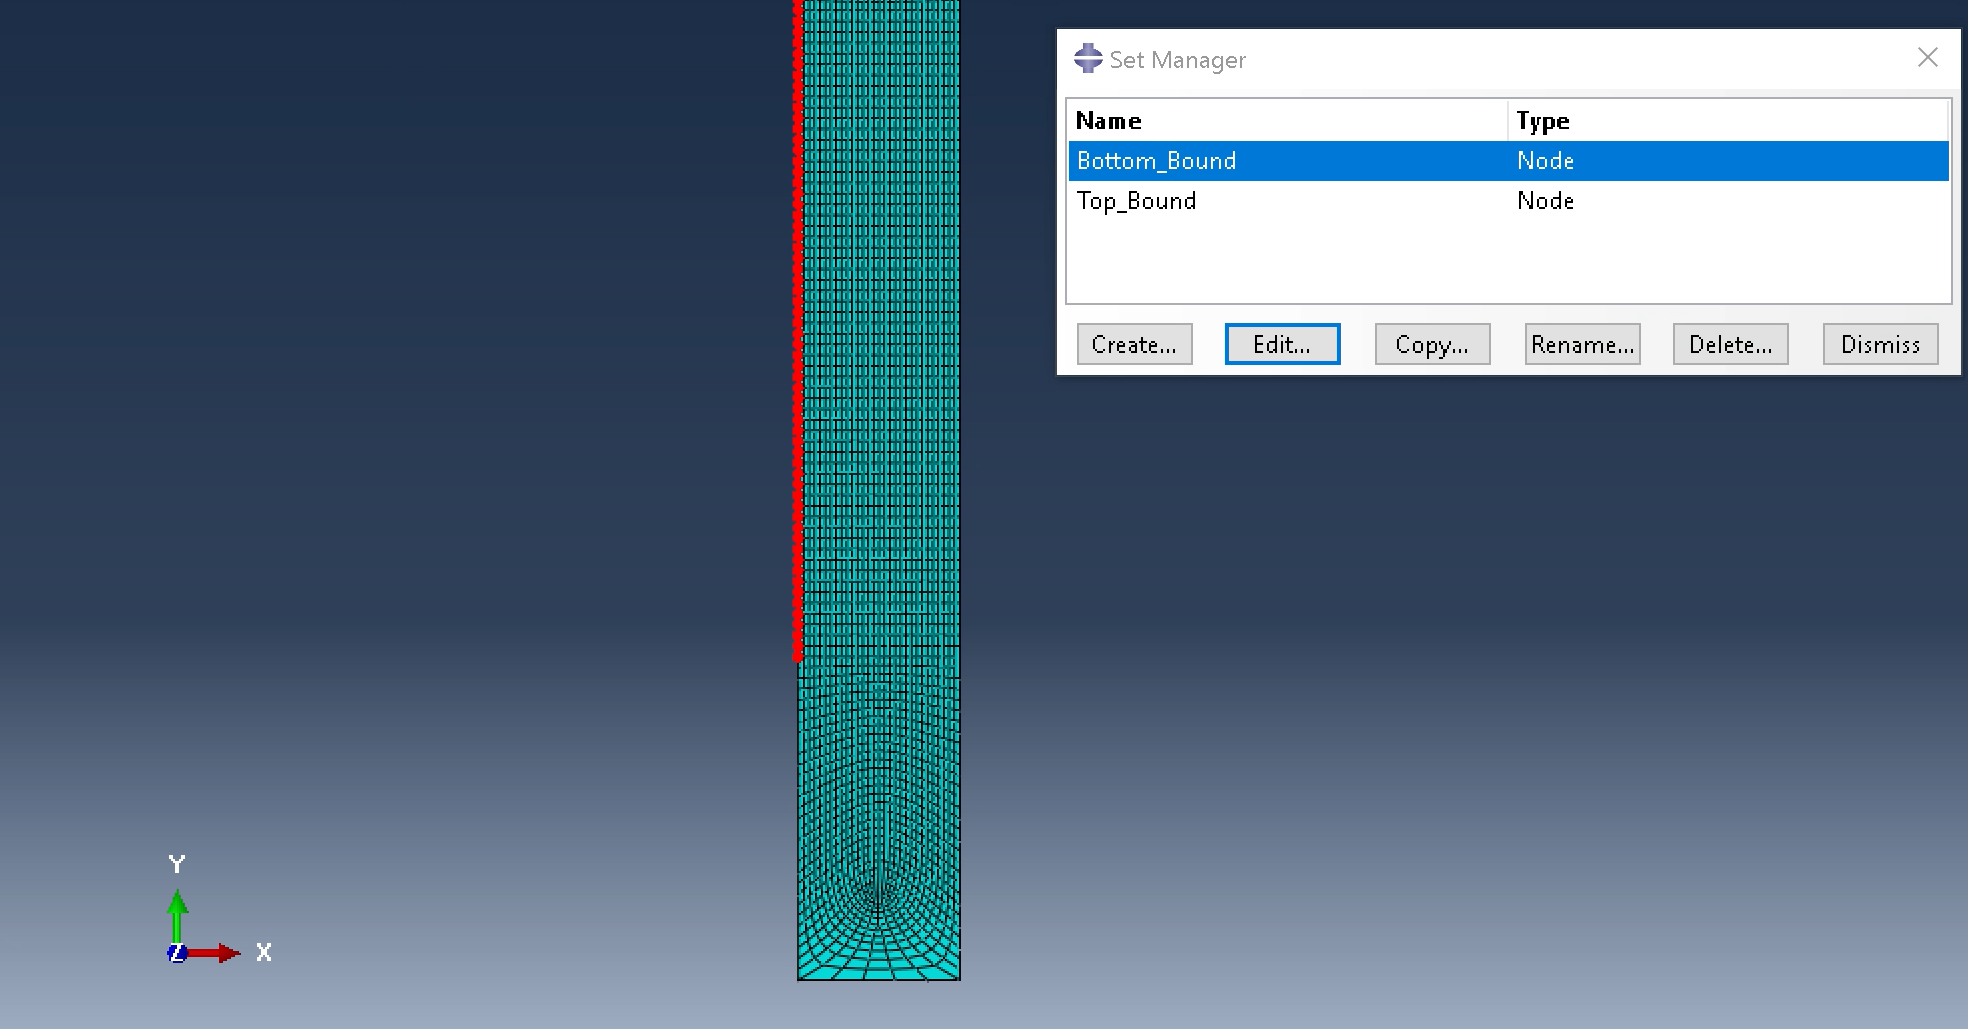 Set Manager
Name Type
Bottom_Bound Node
Top_Bound Node
Create... Edit... Copy... Rename... Delete... Dismiss
Y
Z X